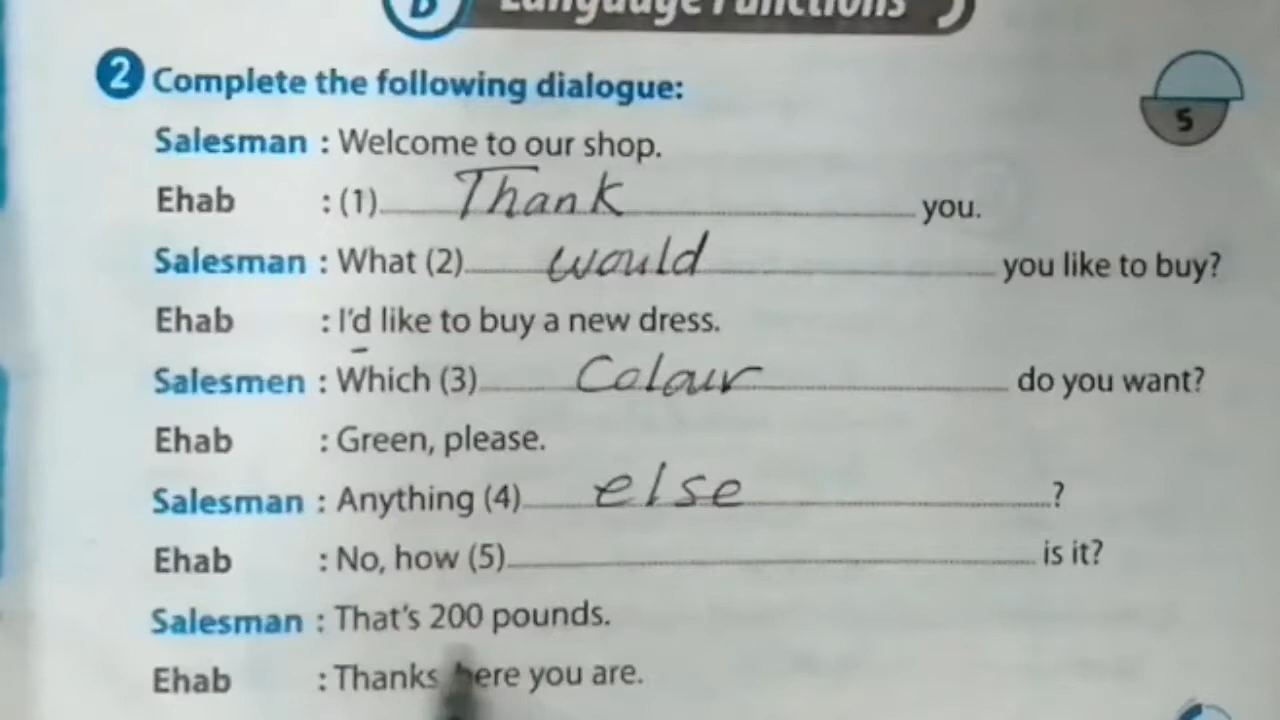 B Language Functions
2 Complete the following dialogue:
5
Salesman : Welcome to our shop.
Ehab : (1) Thank you.
Salesman : What (2) would you like to buy?
Ehab : I'd like to buy a new dress.
Salesmen : Which (3) Colour do you want?
Ehab : Green, please.
Salesman : Anything (4) else ?
Ehab : No, how (5) is it?
Salesman : That's 200 pounds.
Ehab : Thanks here you are.